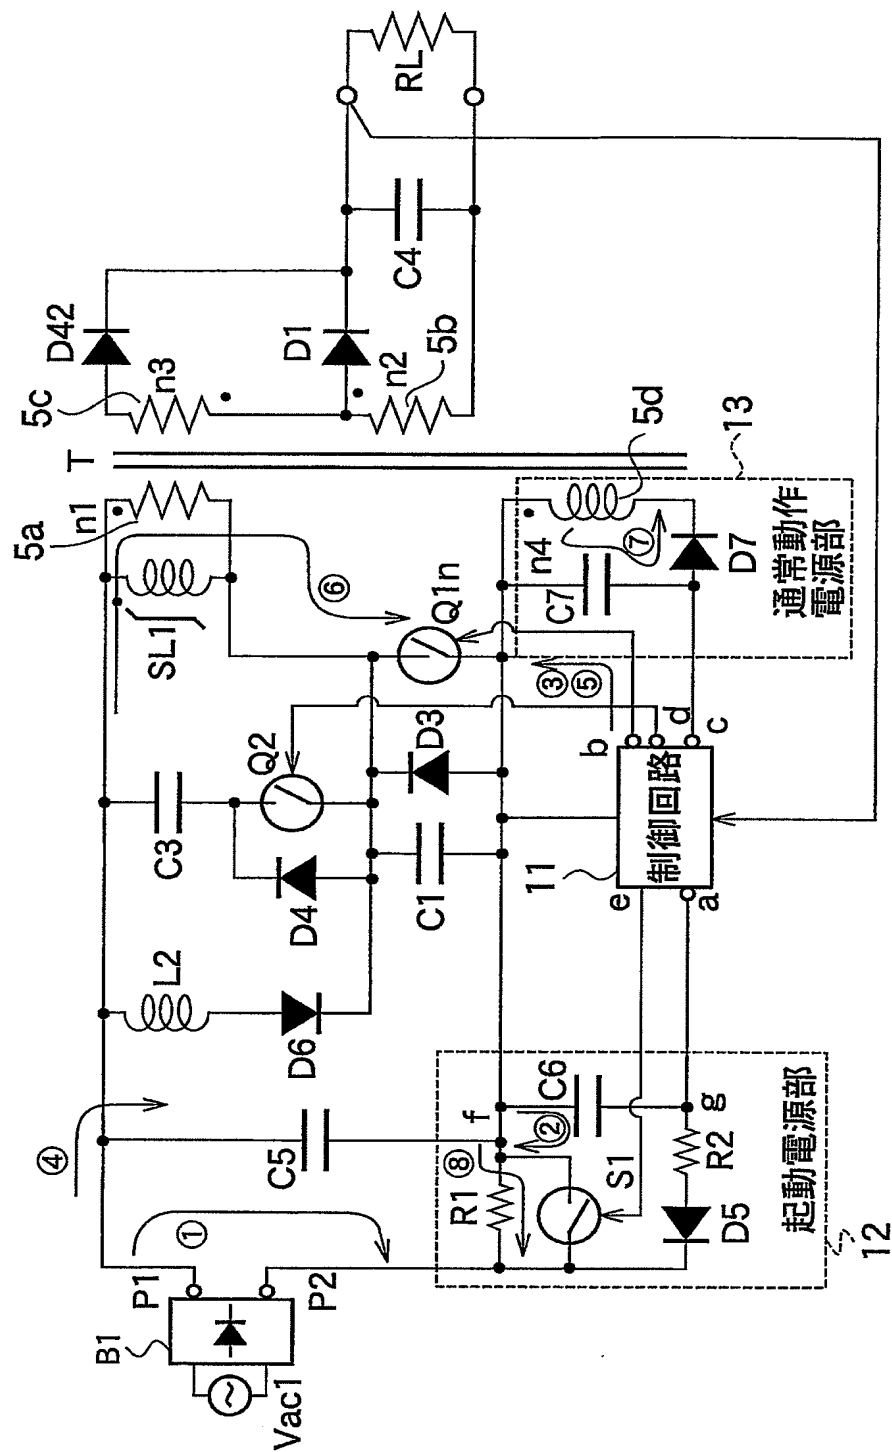 Vac1
B1
P1
P2
①
④
12
起動電源部
R1
⑧
S1
D5
R2
g
f
②
C6
C5
L2
D6
D4
C3
Q2
C1
D3
11
制御回路
a
b
c
d
e
③
⑤
⑥
SL1
Q1n
5a
n1
T
13
通常動作
電源部
5d
n4
⑦
D7
C7
5c
n3
D42
5b
n2
D1
C4
RL